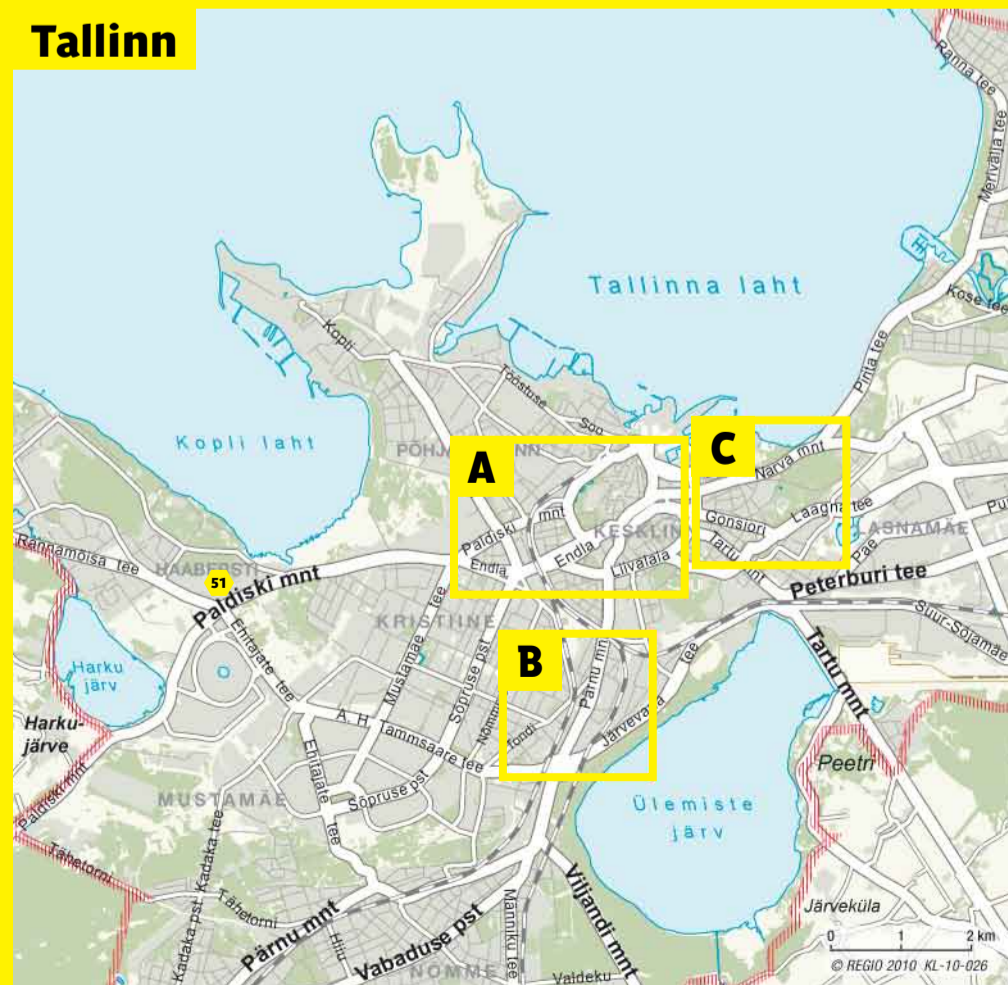 Tallinn
Ranna tee
Merivälja tee
Tallinna laht
Kose tee
Pirita tee
Kopli
Tööstuse
Soo
Kopli laht
A
C
Narva mnt
Paldiski mnt
KESKLINN
Gonsiori
Laagna tee
LASNAMÄE
Endla
Endla
Liivalaia
Tartu mnt
Pae
Rannamõisa tee
HAABERSTI
51
Paldiski mnt
Peterburi tee
KRISTIINE
Suur-Sõjamäe
Ehitajate tee
Mustamäe tee
Sõpruse pst
B
Pärnu mnt
Tartu mnt
Harku
järv
Harku-
järve
A. H. Tammsaare tee
Järvevana tee
Ehitajate tee
Peetri
Paldiski mnt
MUSTAMÄE
Sõpruse pst
Ülemiste
järv
Tähetorni
Kadaka tee
Kadaka pst
Tähetorni
Hiiu
Pärnu mnt
Vabaduse pst
Männiku tee
Viljandi mnt
NÕMME
Valdeku
Järveküla
0 1 2 km
© REGIO 2010 KL-10-026